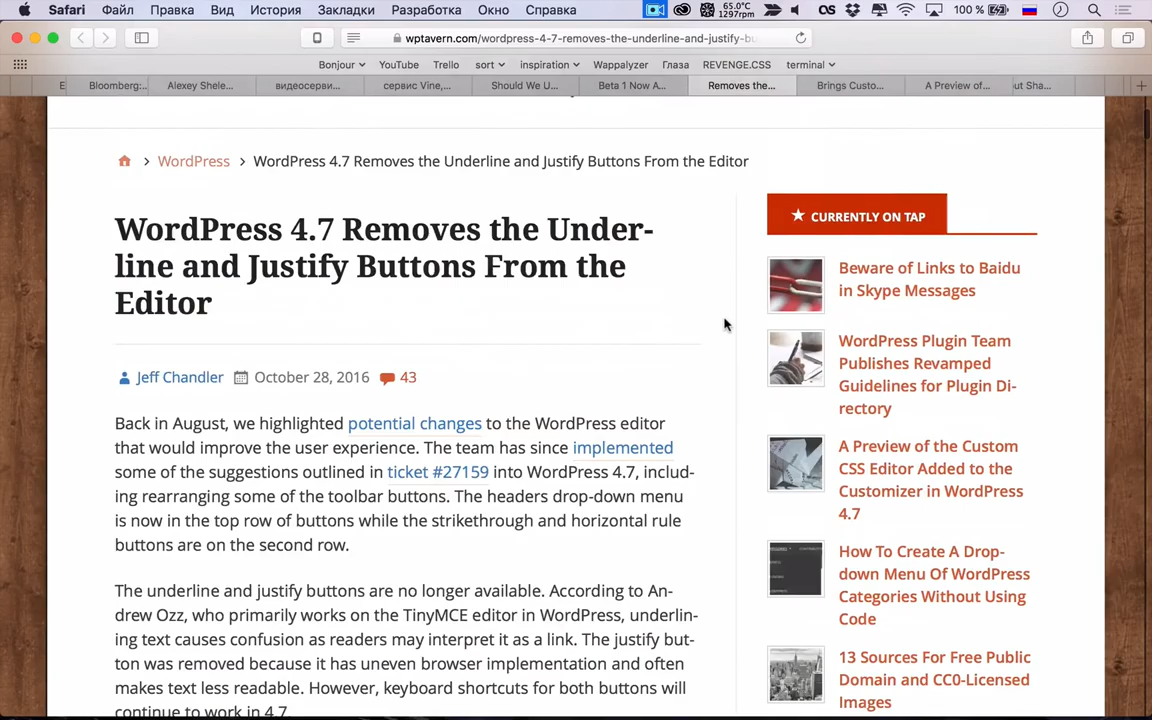 Safari Файл Правка Вид История Закладки Разработка Окно Справка 65.0°C 1297rpm 100 %
wptavern.com/wordpress-4-7-removes-the-underline-and-justify-bu
Bonjour YouTube Trello sort inspiration Wappalyzer Глаза REVENGE.CSS terminal
Bloomberg:... Alexey Shele... видеосерви... сервис Vine,... Should We U... Beta 1 Now A... Removes the... Brings Custo... A Preview of... ut Sha...
WordPress WordPress 4.7 Removes the Underline and Justify Buttons From the Editor
WordPress 4.7 Removes the Under-
line and Justify Buttons From the
Editor
Jeff Chandler October 28, 2016 43
Back in August, we highlighted potential changes to the WordPress editor
that would improve the user experience. The team has since implemented
some of the suggestions outlined in ticket #27159 into WordPress 4.7, includ-
ing rearranging some of the toolbar buttons. The headers drop-down menu
is now in the top row of buttons while the strikethrough and horizontal rule
buttons are on the second row.
The underline and justify buttons are no longer available. According to An-
drew Ozz, who primarily works on the TinyMCE editor in WordPress, underlin-
ing text causes confusion as readers may interpret it as a link. The justify but-
ton was removed because it has uneven browser implementation and often
makes text less readable. However, keyboard shortcuts for both buttons will
continue to work in 4.7
CURRENTLY ON TAP
Beware of Links to Baidu
in Skype Messages
WordPress Plugin Team
Publishes Revamped
Guidelines for Plugin Di-
rectory
A Preview of the Custom
CSS Editor Added to the
Customizer in WordPress
4.7
How To Create A Drop-
down Menu Of WordPress
Categories Without Using
Code
13 Sources For Free Public
Domain and CC0-Licensed
Images